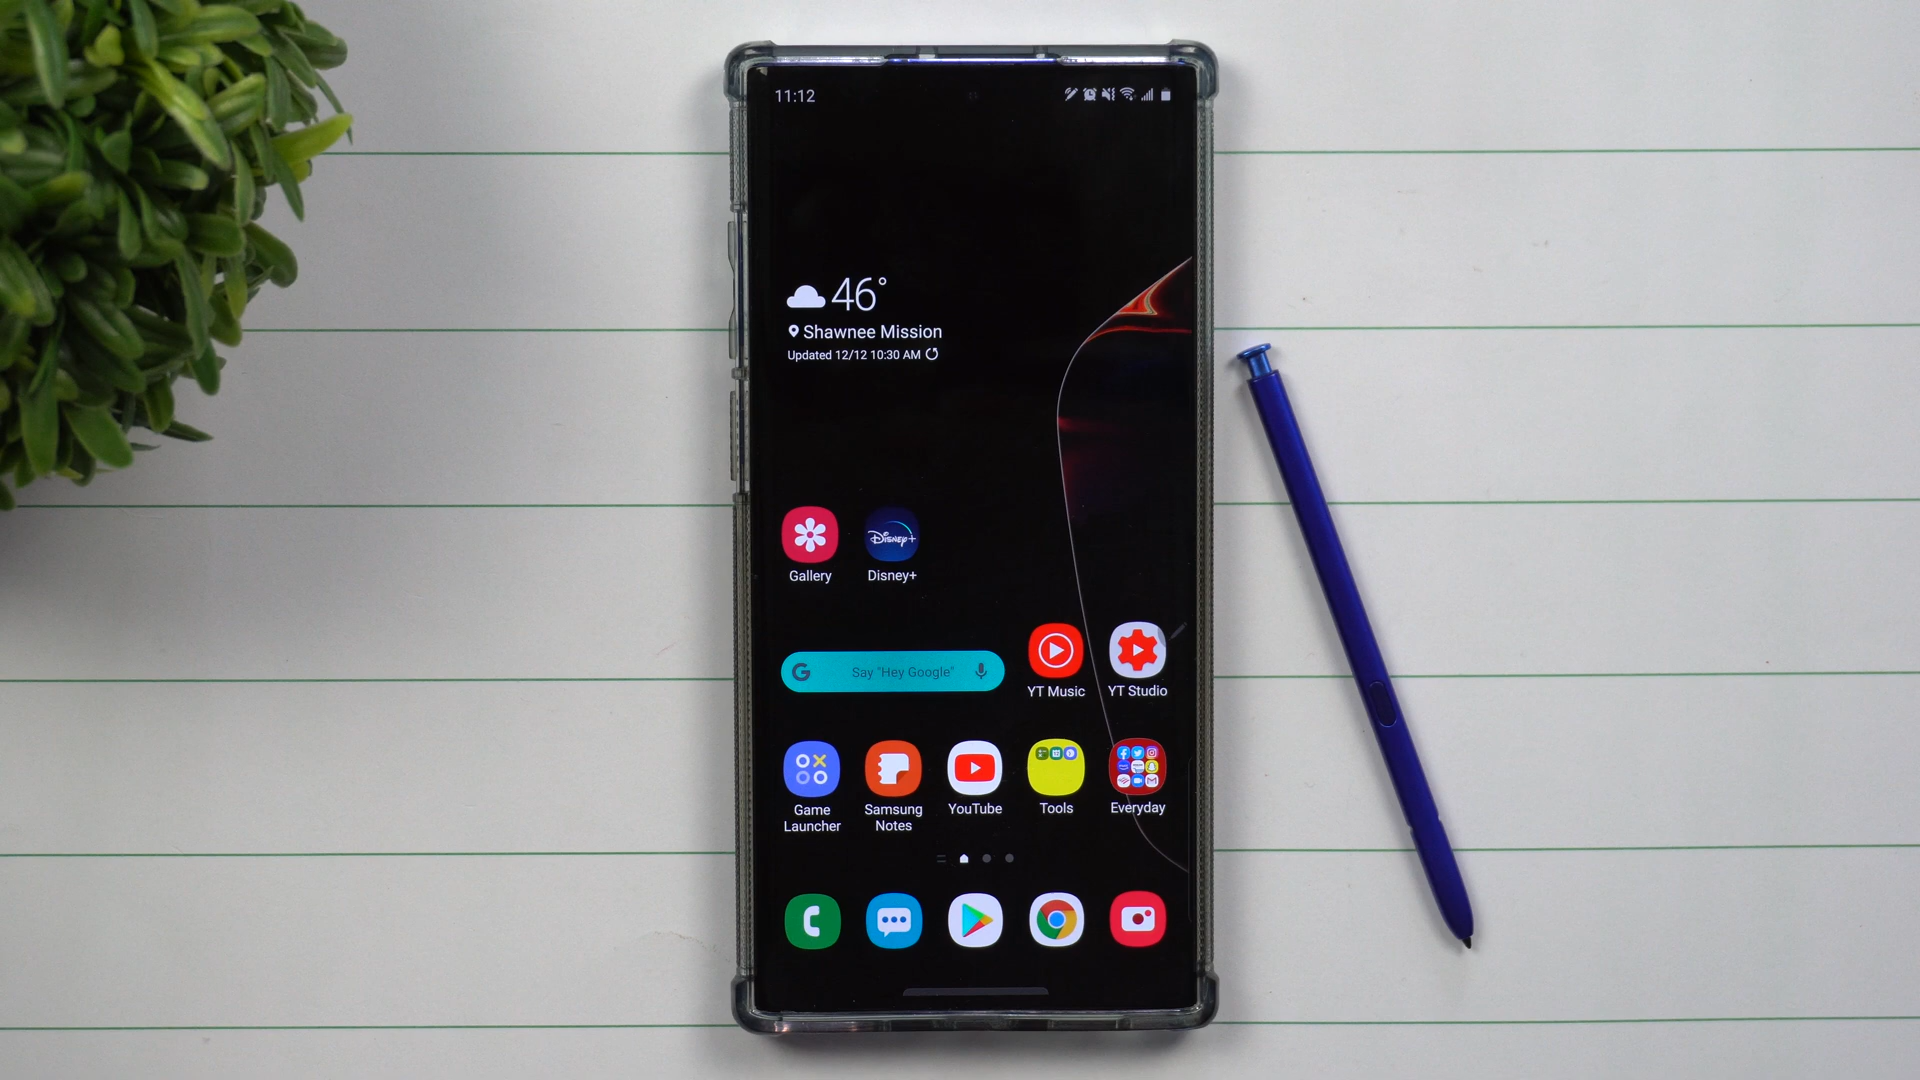 11:12
46°
Shawnee Mission
Updated 12/12 10:30 AM
Disney+
Gallery
Disney+
G
Say "Hey Google"
YT Music
YT Studio
Game
Launcher
Samsung
Notes
YouTube
Tools
Everyday